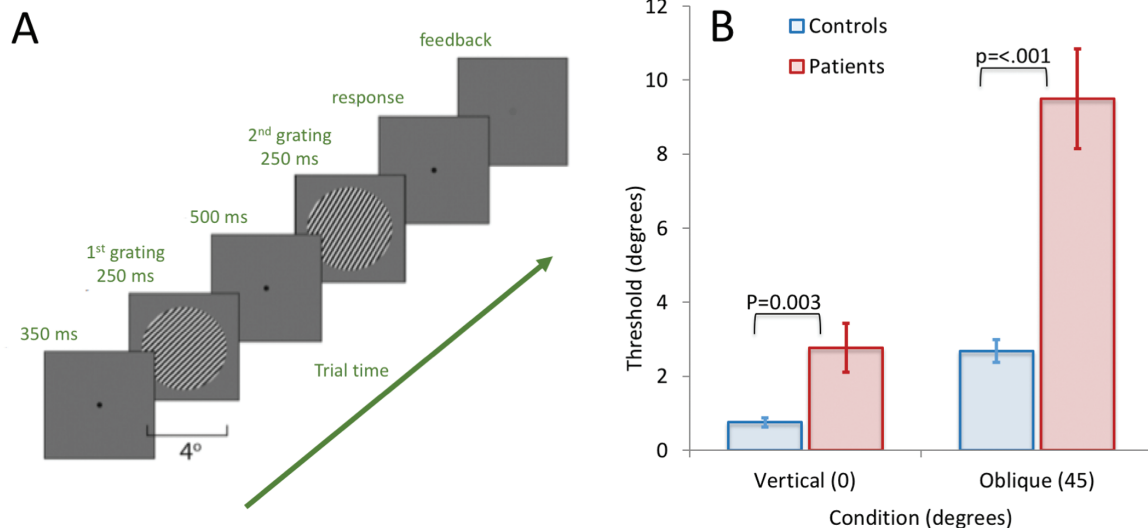 A
feedback
response
2nd grating
250 ms
500 ms
1st grating
250 ms
350 ms
4o
Trial time
B
Controls
Patients
p=<.001
P=0.003
Threshold (degrees)
12
10
8
6
4
2
0
Vertical (0)
Oblique (45)
Condition (degrees)